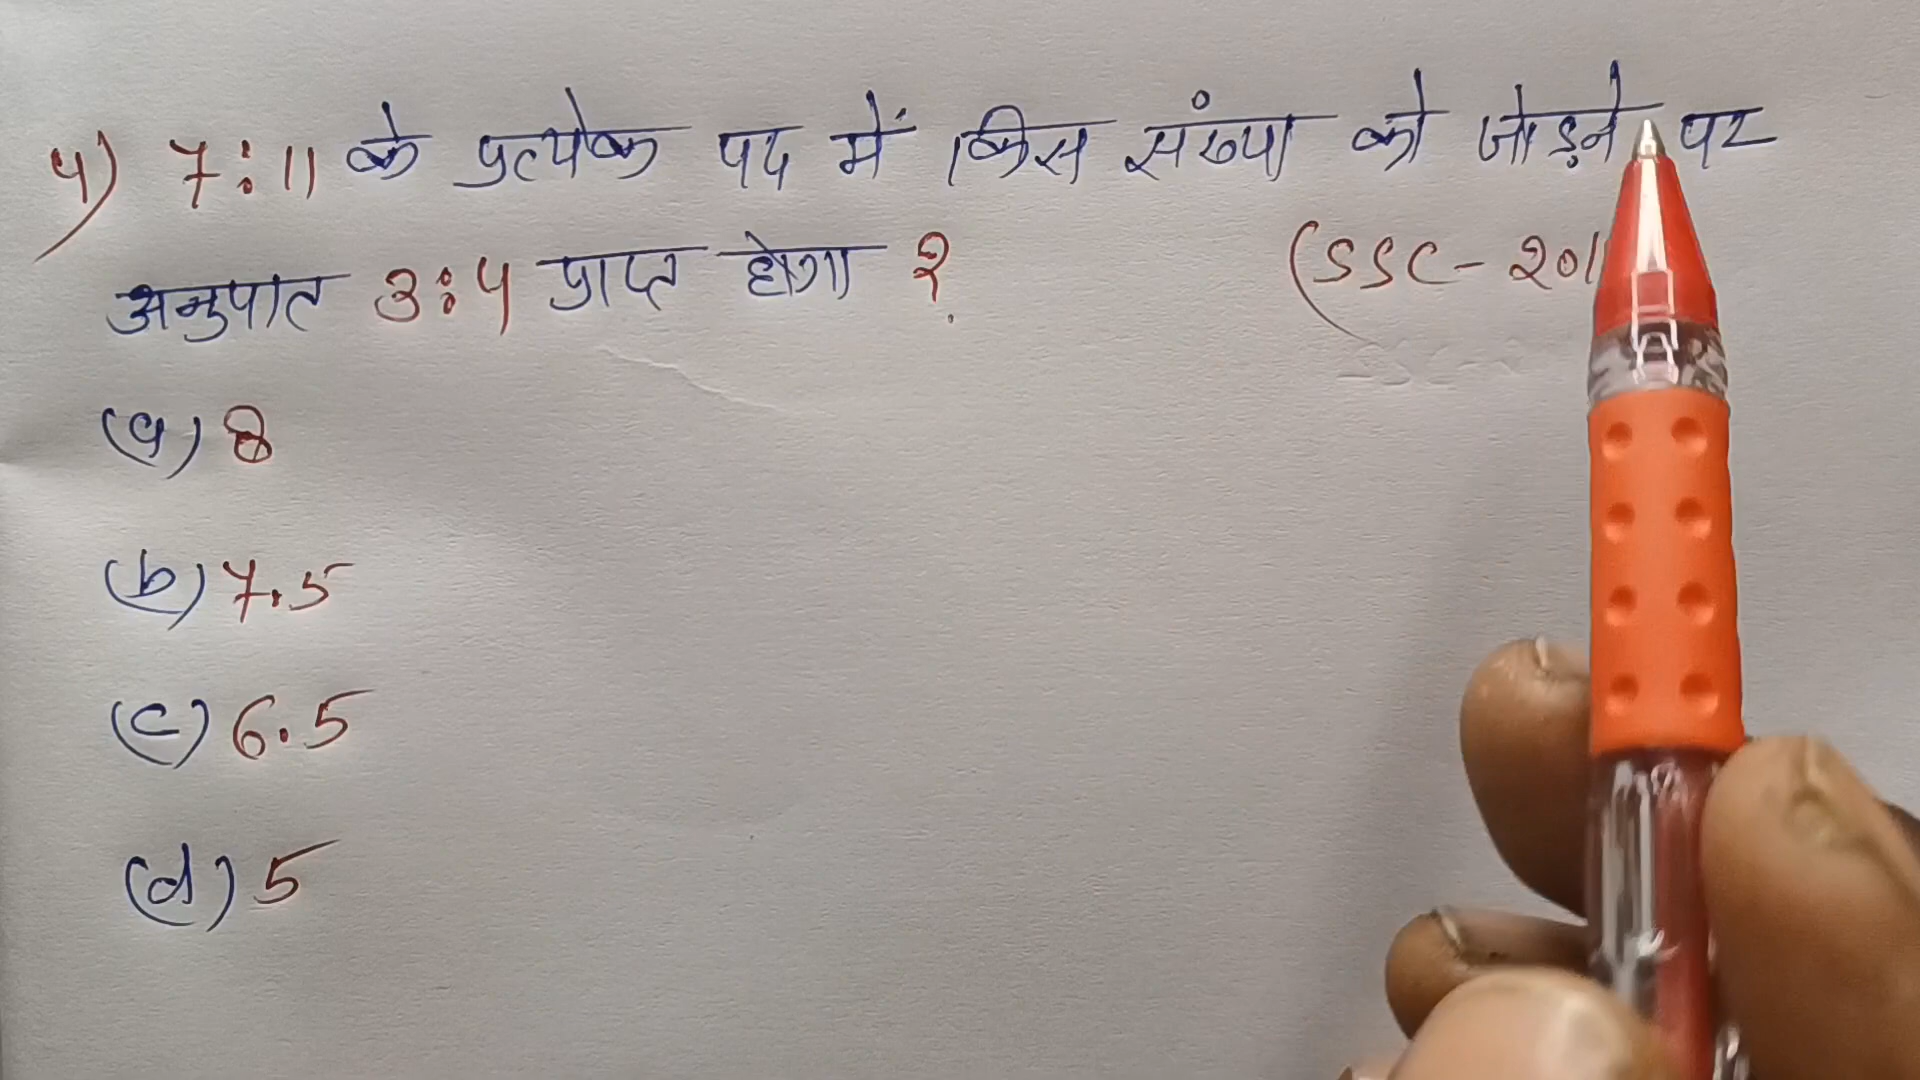 4) 7:11 के प्रत्येक पद में किस संख्या को जोड़ने पर
अनुपात 3:4 प्राप्त होगा ?
(SSC-201
(a) 8
(b) 7.5
(c) 6.5
(d) 5